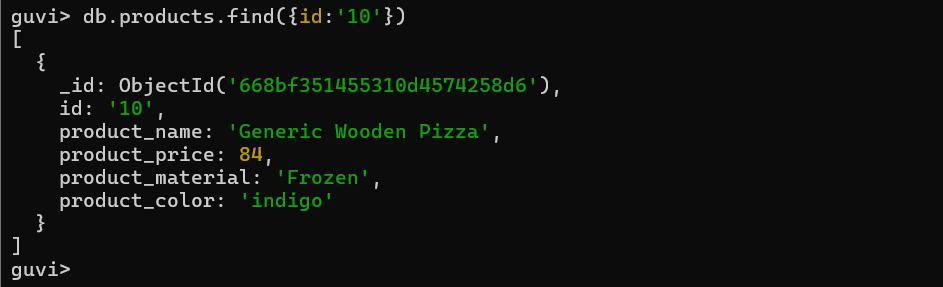 guvi> db.products.find({id:'10'})
[
  {
    _id: ObjectId('668bf351455310d4574258d6'),
    id: '10',
    product_name: 'Generic Wooden Pizza',
    product_price: 84,
    product_material: 'Frozen',
    product_color: 'indigo'
  }
]
guvi>